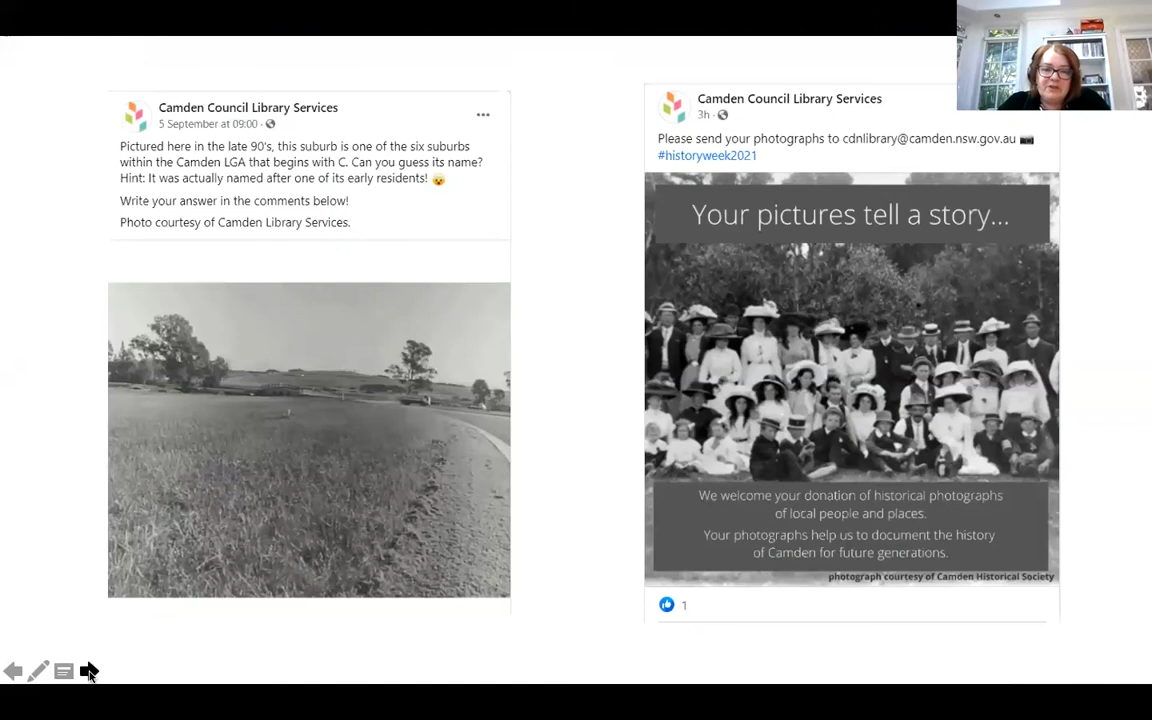 Camden Council Library Services
5 September at 09:00 ·
Pictured here in the late 90's, this suburb is one of the six suburbs
within the Camden LGA that begins with C. Can you guess its name?
Hint: It was actually named after one of its early residents! 😲
Write your answer in the comments below!
Photo courtesy of Camden Library Services.
Camden Council Library Services
3h ·
Please send your photographs to cdnlibrary@camden.nsw.gov.au 📷
#historyweek2021
Your pictures tell a story...
We welcome your donation of historical photographs
of local people and places.
Your photographs help us to document the history
of Camden for future generations.
photograph courtesy of Camden Historical Society
1